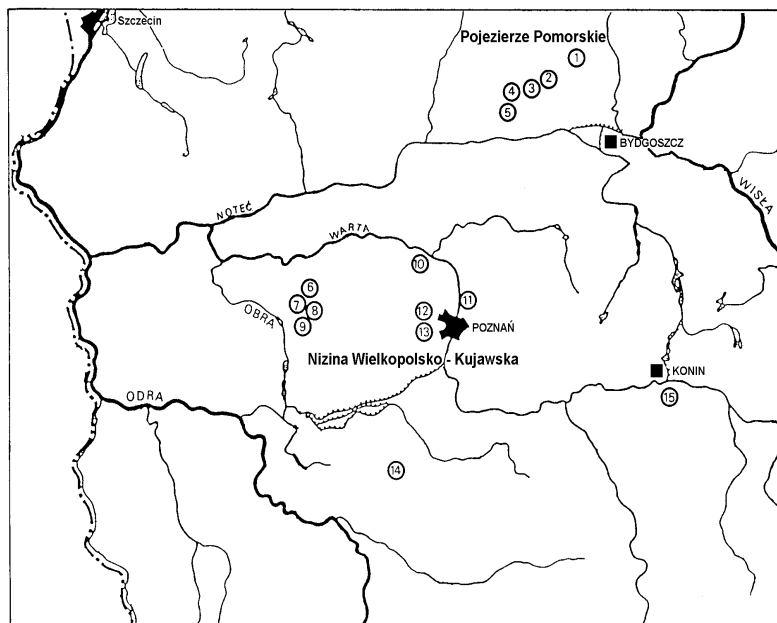 Szczecin
Pojezierze Pomorskie
1
2
3
4
5
BYDGOSZCZ
WISŁA
NOTEĆ
WARTA
10
6
7
8
OBRA
9
11
12
13
POZNAŃ
Nizina Wielkopolsko - Kujawska
KONIN
ODRA
15
14